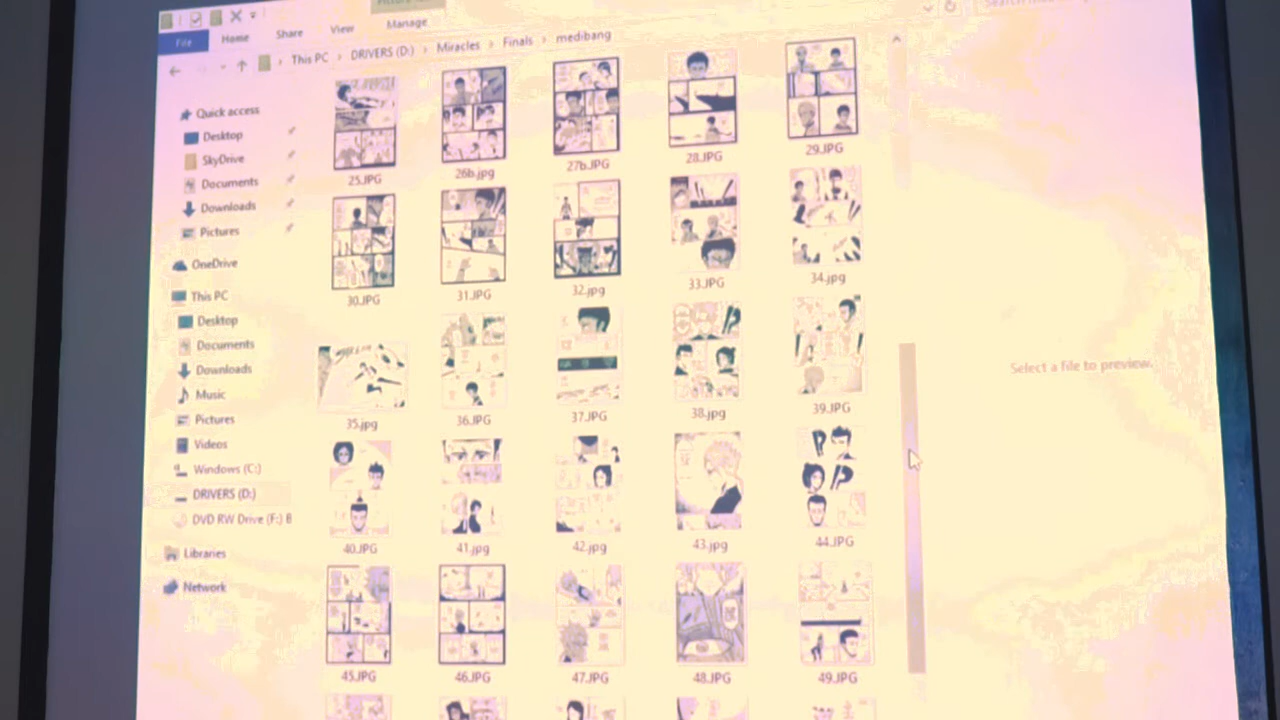 Manage
File Home Share View
This PC › DRIVERS (D:) › Miracles › Finals › medibang
Quick access
Desktop
SkyDrive
Documents
Downloads
Pictures
OneDrive
This PC
Desktop
Documents
Downloads
Music
Pictures
Videos
Windows (C:)
DRIVERS (D:)
DVD RW Drive (F:) B
Libraries
Network
25.JPG 26b.jpg 27b.JPG 28.JPG 29.JPG
30.JPG 31.JPG 32.jpg 33.JPG 34.jpg
35.jpg 36.JPG 37.JPG 38.jpg 39.JPG
40.JPG 41.jpg 42.jpg 43.jpg 44.JPG
45.JPG 46.JPG 47.JPG 48.JPG 49.JPG
Select a file to preview.